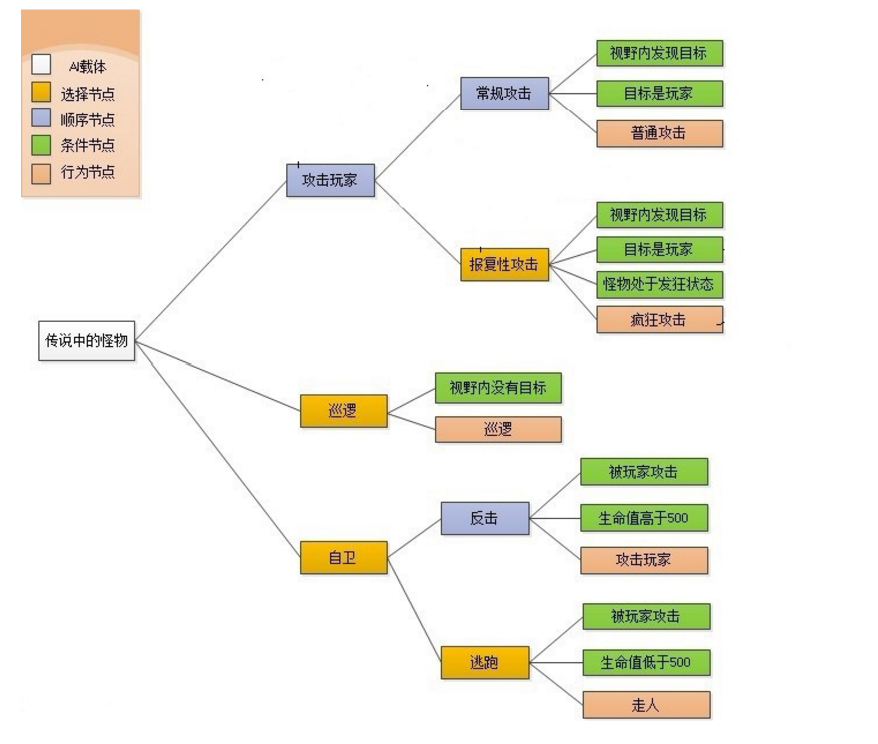 AI载体
选择节点
顺序节点
条件节点
行为节点
传说中的怪物
攻击玩家
常规攻击
视野内发现目标
目标是玩家
普通攻击
报复性攻击
视野内发现目标
目标是玩家
怪物处于发狂状态
疯狂攻击
巡逻
视野内没有目标
巡逻
自卫
反击
被玩家攻击
生命值高于500
攻击玩家
逃跑
被玩家攻击
生命值低于500
走人